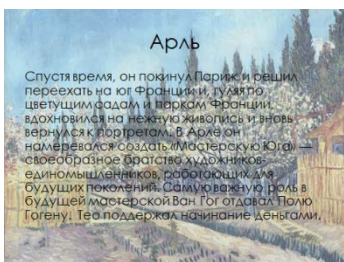 Арль
Спустя время, он покинул Париж и решил
переехать на юг Франции и, гуляя по
цветущим садам и паркам Франции,
вдохновился на нежную живопись и вновь
вернулся к портретам. В Арле он
намеревался создать «Мастерскую Юга» —
своеобразное братство художников-
единомышленников, работающих для
будущих поколений. Самую важную роль в
будущей мастерской Ван Гог отдавал Полю
Гогену. Тео поддержал начинание деньгами.